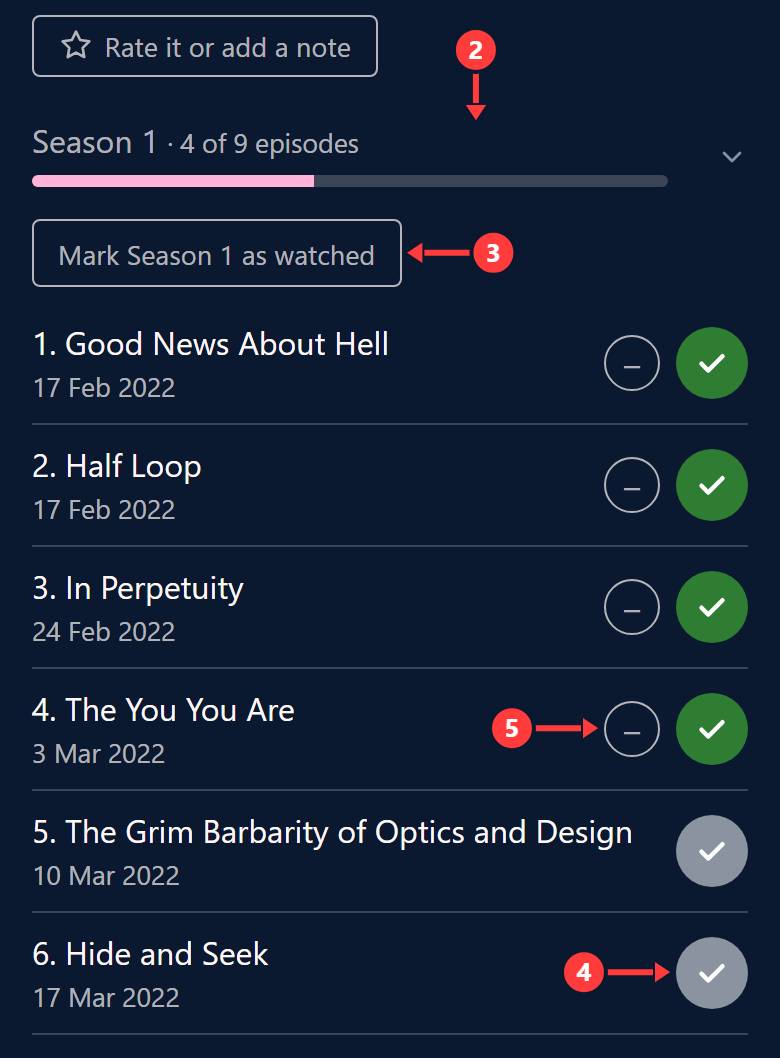 Rate it or add a note
2
Season 1 · 4 of 9 episodes
Mark Season 1 as watched
3
1. Good News About Hell
17 Feb 2022
2. Half Loop
17 Feb 2022
3. In Perpetuity
24 Feb 2022
4. The You You Are
3 Mar 2022
5
5. The Grim Barbarity of Optics and Design
10 Mar 2022
6. Hide and Seek
17 Mar 2022
4